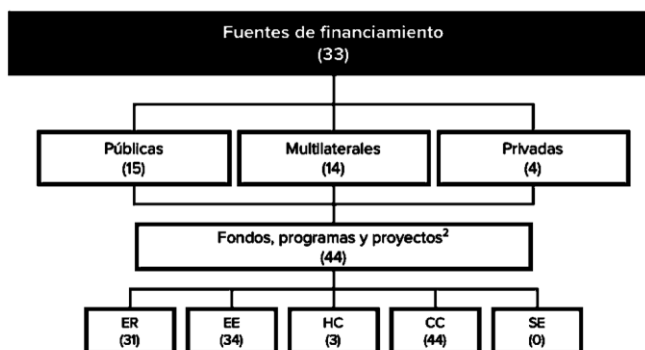 Fuentes de financiamiento
(33)
Públicas
(15)
Multilaterales
(14)
Privadas
(4)
Fondos, programas y proyectos²
(44)
ER
(31)
EE
(34)
HC
(3)
CC
(44)
SE
(0)